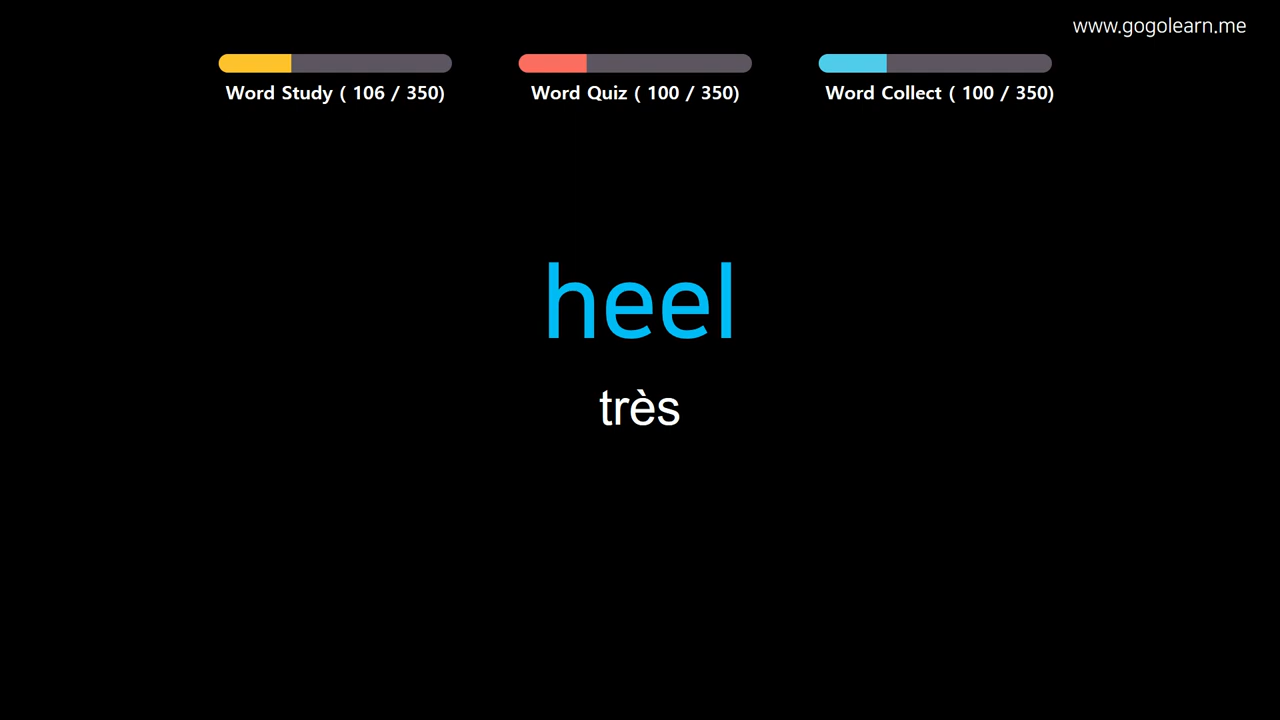 www.gogolearn.me
Word Study ( 106 / 350)
Word Quiz ( 100 / 350)
Word Collect ( 100 / 350)
heel
très